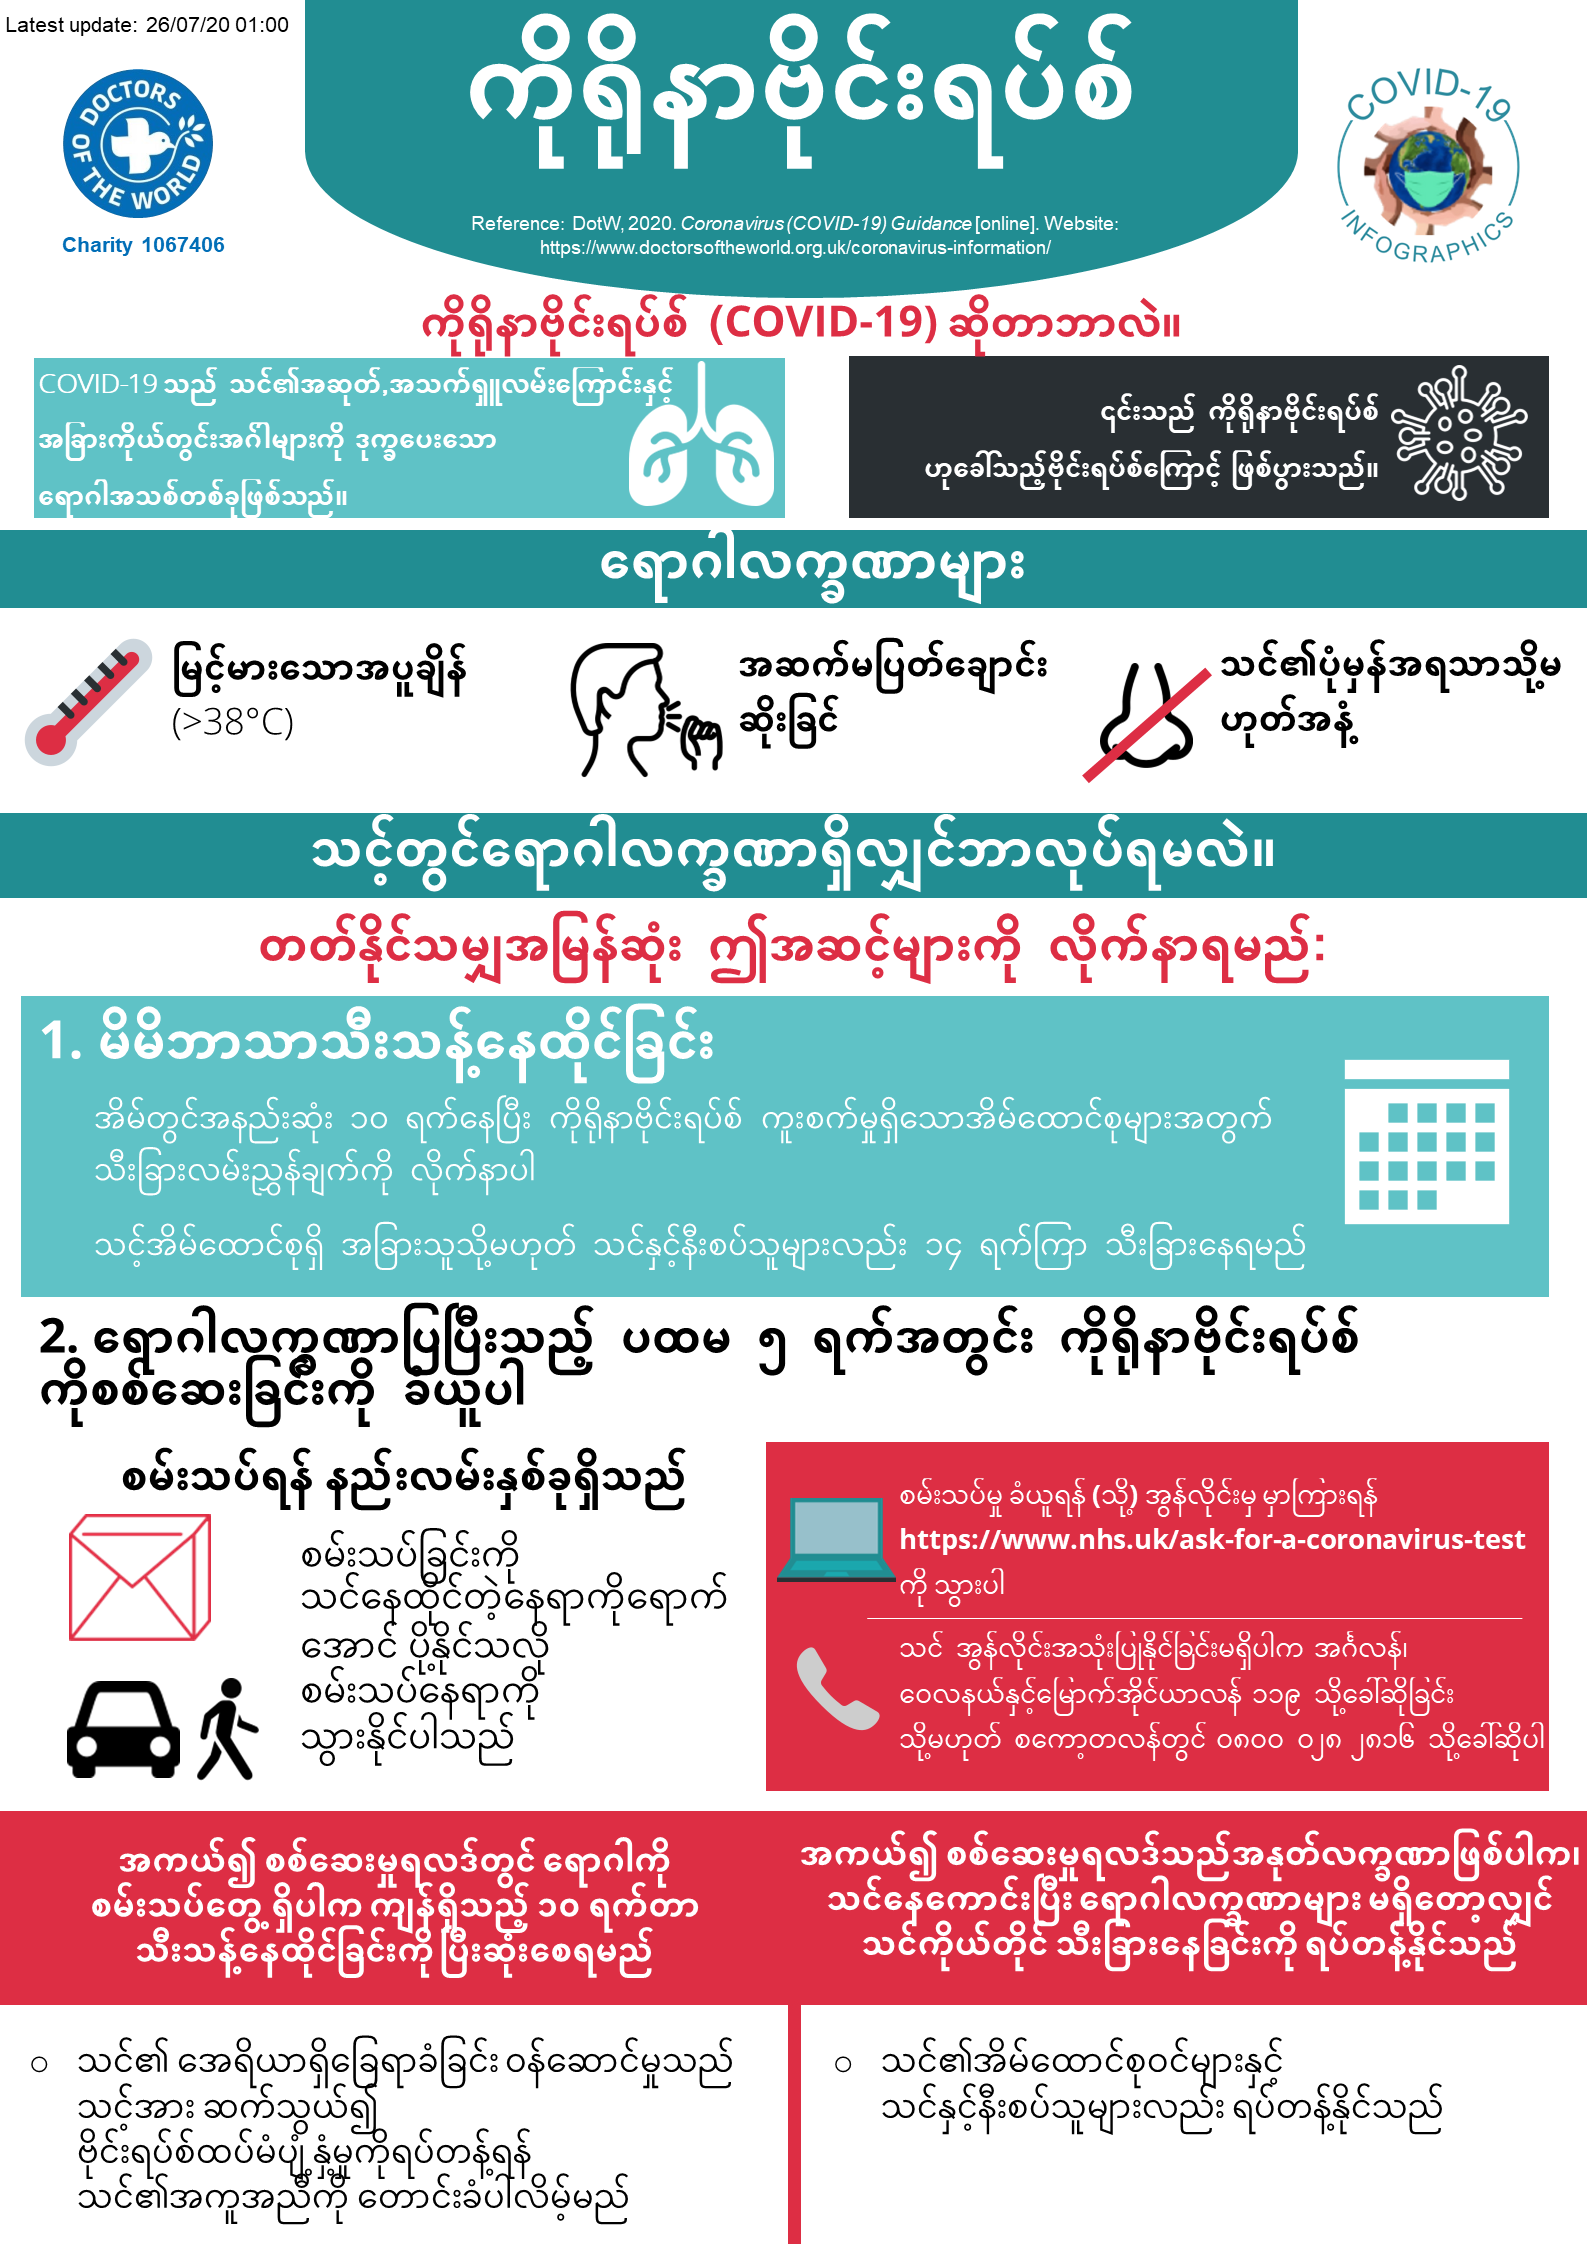 Latest update: 26/07/20 01:00
DOCTORS OF THE WORLD
Charity 1067406
ကိုရိုနာဗိုင်းရပ်စ်
Reference: DotW, 2020. Coronavirus (COVID-19) Guidance [online]. Website:
https://www.doctorsoftheworld.org.uk/coronavirus-information/
COVID-19
INFOGRAPHICS
ကိုရိုနာဗိုင်းရပ်စ် (COVID-19) ဆိုတာဘာလဲ။
COVID-19 သည် သင်၏အဆုတ်,အသက်ရှူလမ်းကြောင်းနှင့်
အခြားကိုယ်တွင်းအင်္ဂါများကို ဒုက္ခပေးသော
ရောဂါအသစ်တစ်ခုဖြစ်သည်။
၎င်းသည် ကိုရိုနာဗိုင်းရပ်စ်
ဟုခေါ်သည့်ဗိုင်းရပ်စ်ကြောင့် ဖြစ်ပွားသည်။
ရောဂါလက္ခဏာများ
မြင့်မားသောအပူချိန်
(>38°C)
အဆက်မပြတ်ချောင်း
ဆိုးခြင်
သင်၏ပုံမှန်အရသာသို့မ
ဟုတ်အနံ့
သင့်တွင်ရောဂါလက္ခဏာရှိလျှင်ဘာလုပ်ရမလဲ။
တတ်နိုင်သမျှအမြန်ဆုံး ဤအဆင့်များကို လိုက်နာရမည်:
1. မိမိဘာသာသီးသန့်နေထိုင်ခြင်း
အိမ်တွင်အနည်းဆုံး ၁၀ ရက်နေပြီး ကိုရိုနာဗိုင်းရပ်စ် ကူးစက်မှုရှိသောအိမ်ထောင်စုများအတွက်
သီးခြားလမ်းညွှန်ချက်ကို လိုက်နာပါ
သင့်အိမ်ထောင်စုရှိ အခြားသူသို့မဟုတ် သင်နှင့်နီးစပ်သူများလည်း ၁၄ ရက်ကြာ သီးခြားနေရမည်
2. ရောဂါလက္ခဏာပြပြီးသည့် ပထမ ၅ ရက်အတွင်း ကိုရိုနာဗိုင်းရပ်စ်
ကိုစစ်ဆေးခြင်းကို ခံယူပါ
စမ်းသပ်ရန် နည်းလမ်းနှစ်ခုရှိသည်
စမ်းသပ်ခြင်းကို
သင်နေထိုင်တဲ့နေရာကိုရောက်
အောင် ပို့နိုင်သလို
စမ်းသပ်နေရာကို
သွားနိုင်ပါသည်
စမ်းသပ်မှု ခံယူရန် (သို့) အွန်လိုင်းမှ မှာကြားရန်
https://www.nhs.uk/ask-for-a-coronavirus-test
ကို သွားပါ
သင် အွန်လိုင်းအသုံးပြုနိုင်ခြင်းမရှိပါက အင်္ဂလန်၊
ဝေလနယ်နှင့်မြောက်အိုင်ယာလန် ၁၁၉ သို့ခေါ်ဆိုခြင်း
သို့မဟုတ် စကော့တလန်တွင် ၀၈၀၀ ၀၂၈ ၂၈၁၆ သို့ခေါ်ဆိုပါ
အကယ်၍ စစ်ဆေးမှုရလဒ်တွင် ရောဂါကို
စမ်းသပ်တွေ့ ရှိပါက ကျန်ရှိသည့် ၁၀ ရက်တာ
သီးသန့်နေထိုင်ခြင်းကို ပြီးဆုံးစေရမည်
အကယ်၍ စစ်ဆေးမှုရလဒ်သည်အနုတ်လက္ခဏာဖြစ်ပါက၊
သင်နေကောင်းပြီး ရောဂါလက္ခဏာများ မရှိတော့လျှင်
သင်ကိုယ်တိုင် သီးခြားနေခြင်းကို ရပ်တန့်နိုင်သည်
○ သင်၏ အေရိယာရှိခြေရာခံခြင်း ဝန်ဆောင်မှုသည်
သင့်အား ဆက်သွယ်၍
ဗိုင်းရပ်စ်ထပ်မံပျံ့နှံ့မှုကိုရပ်တန့်ရန်
သင်၏အကူအညီကို တောင်းခံပါလိမ့်မည်
○ သင်၏အိမ်ထောင်စုဝင်များနှင့်
သင်နှင့်နီးစပ်သူများလည်း ရပ်တန့်နိုင်သည်